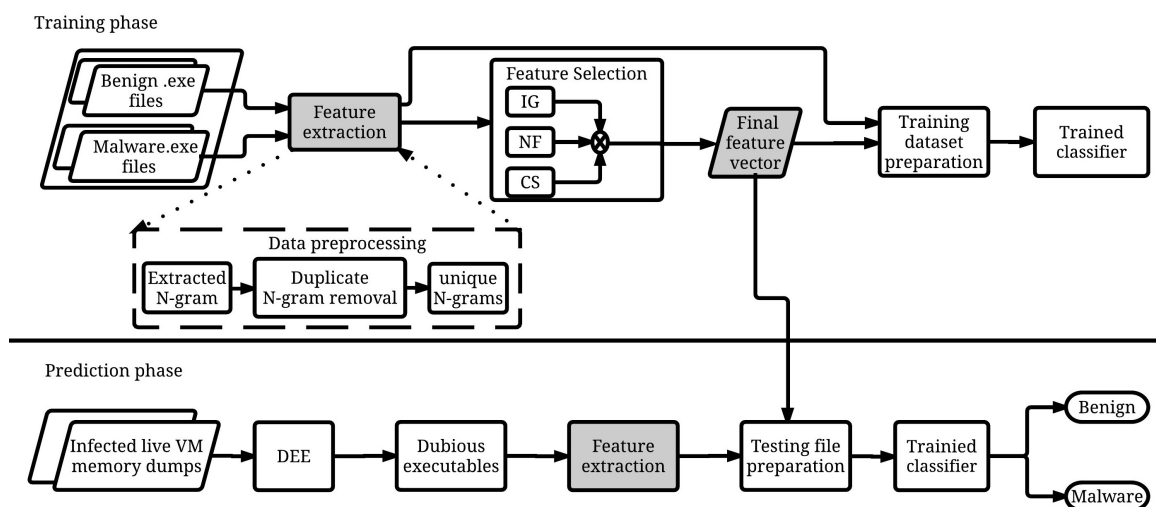 Training phase
Benign .exe
files
Malware.exe
files
Feature
extraction
Feature Selection
IG
NF
CS
Final
feature
vector
Training
dataset
preparation
Trained
classifier
Data preprocessing
Extracted
N-gram
Duplicate
N-gram removal
unique
N-grams
Prediction phase
Infected live VM
memory dumps
DEE
Dubious
executables
Feature
extraction
Testing file
preparation
Trainied
classifier
Benign
Malware